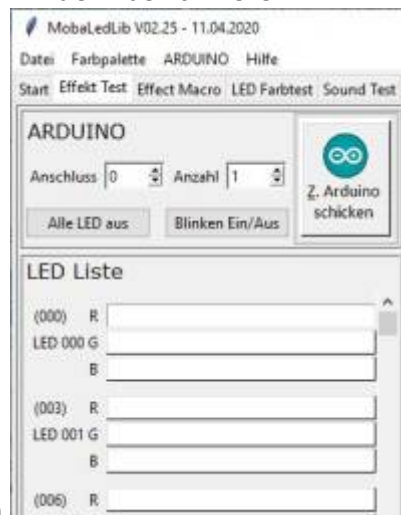 MobaLedLib V02.25 - 11.04.2020
Datei Farbpalette ARDUINO Hilfe
Start Effekt Test Effect Macro LED Farbtest Sound Test
ARDUINO
Anschluss 0 Anzahl 1
Z. Arduino
schicken
Alle LED aus Blinken Ein/Aus
LED Liste
(000) R
LED 000 G
B
(003) R
LED 001 G
B
(006) R